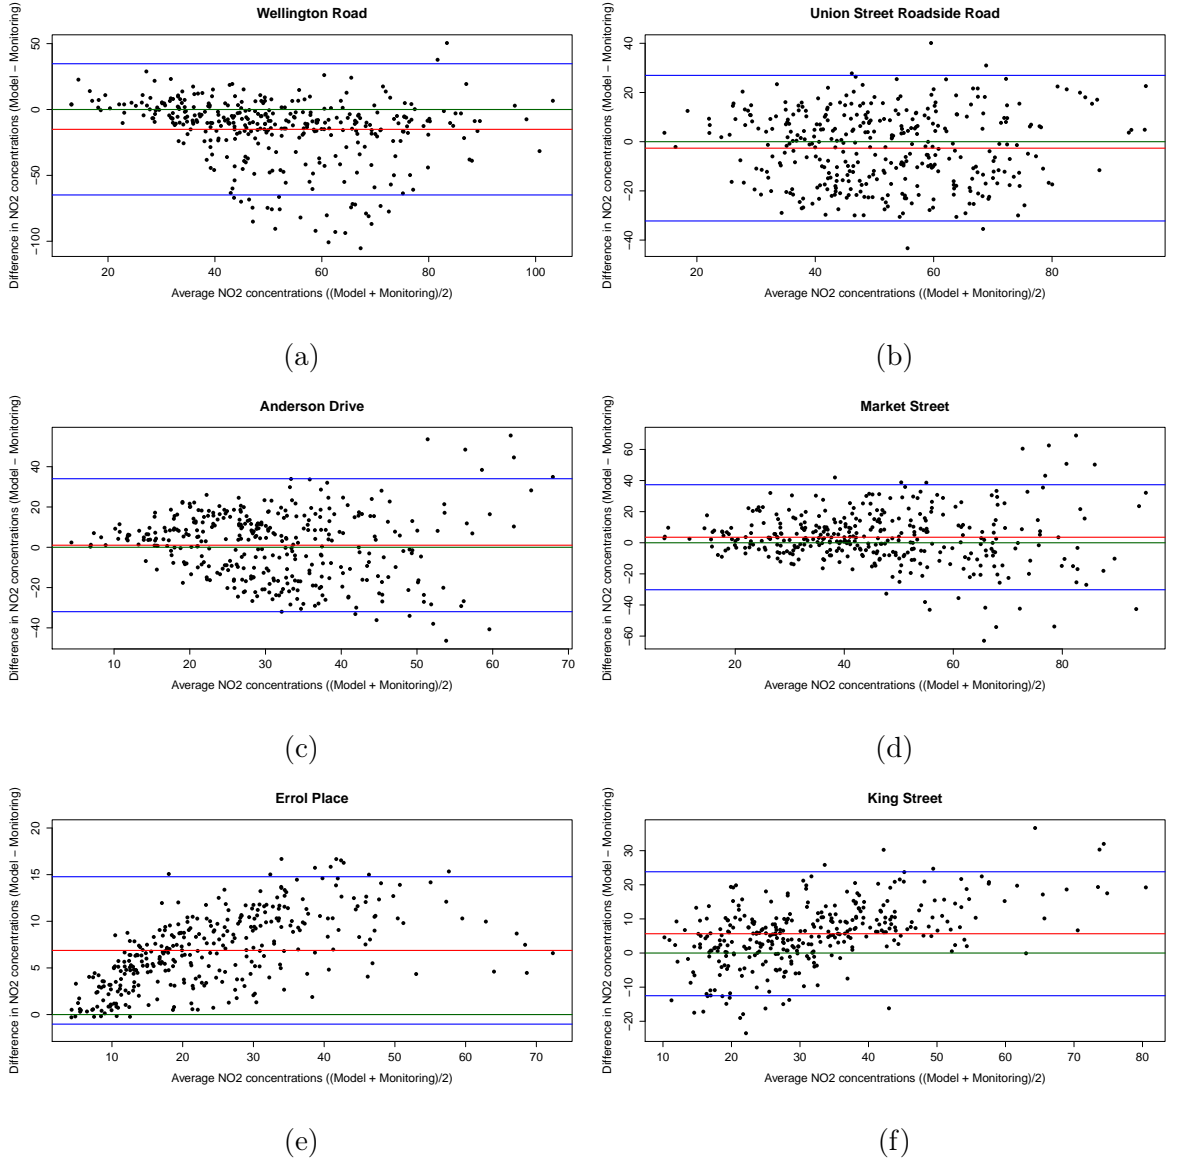 Wellington Road
Difference in NO2 concentrations (Model − Monitoring)
50
0
−50
−100
20 40 60 80 100
Average NO2 concentrations ((Model + Monitoring)/2)
(a)
Union Street Roadside Road
Difference in NO2 concentrations (Model − Monitoring)
40
20
0
−20
−40
20 40 60 80
Average NO2 concentrations ((Model + Monitoring)/2)
(b)
Anderson Drive
Difference in NO2 concentrations (Model − Monitoring)
40
20
0
−20
−40
10 20 30 40 50 60 70
Average NO2 concentrations ((Model + Monitoring)/2)
(c)
Market Street
Difference in NO2 concentrations (Model − Monitoring)
60
40
20
0
−20
−40
−60
20 40 60 80
Average NO2 concentrations ((Model + Monitoring)/2)
(d)
Errol Place
Difference in NO2 concentrations (Model − Monitoring)
20
15
10
5
0
10 20 30 40 50 60 70
Average NO2 concentrations ((Model + Monitoring)/2)
(e)
King Street
Difference in NO2 concentrations (Model − Monitoring)
30
20
10
0
−10
−20
10 20 30 40 50 60 70 80
Average NO2 concentrations ((Model + Monitoring)/2)
(f)